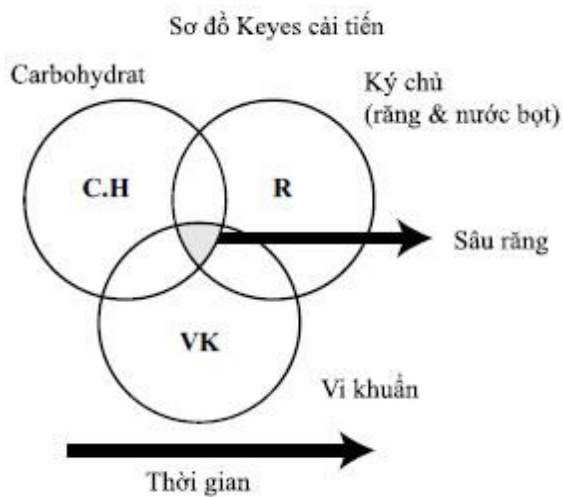 Sơ đồ Keyes cải tiến
Carbohydrat
Ký chủ
(răng & nước bọt)
C.H
R
Sâu răng
VK
Vi khuẩn
Thời gian